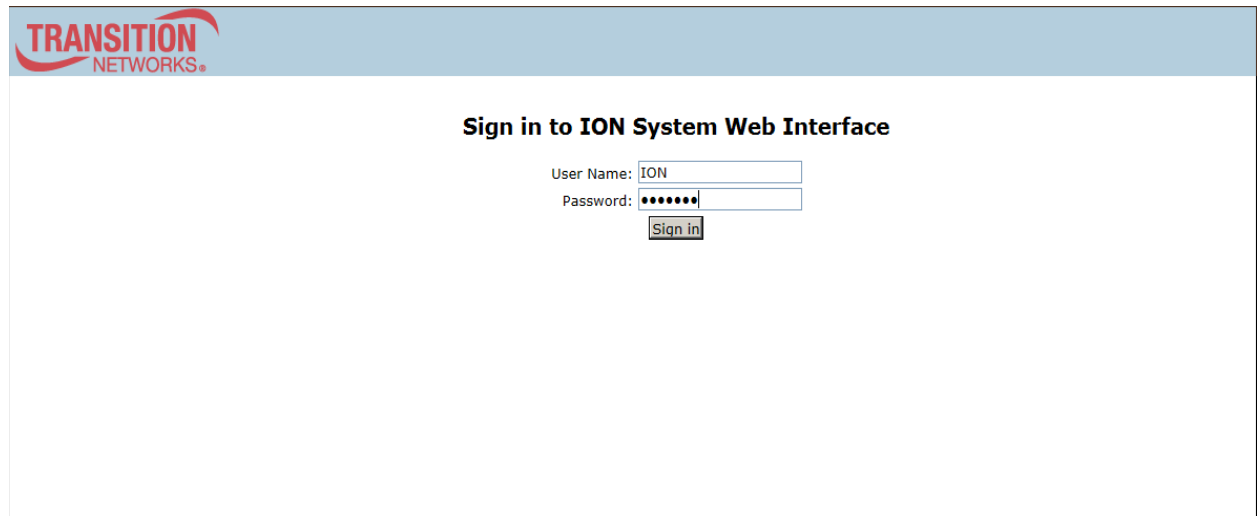 TRANSITION
NETWORKS®
Sign in to ION System Web Interface
User Name: ION
Password: •••••••
Sign in